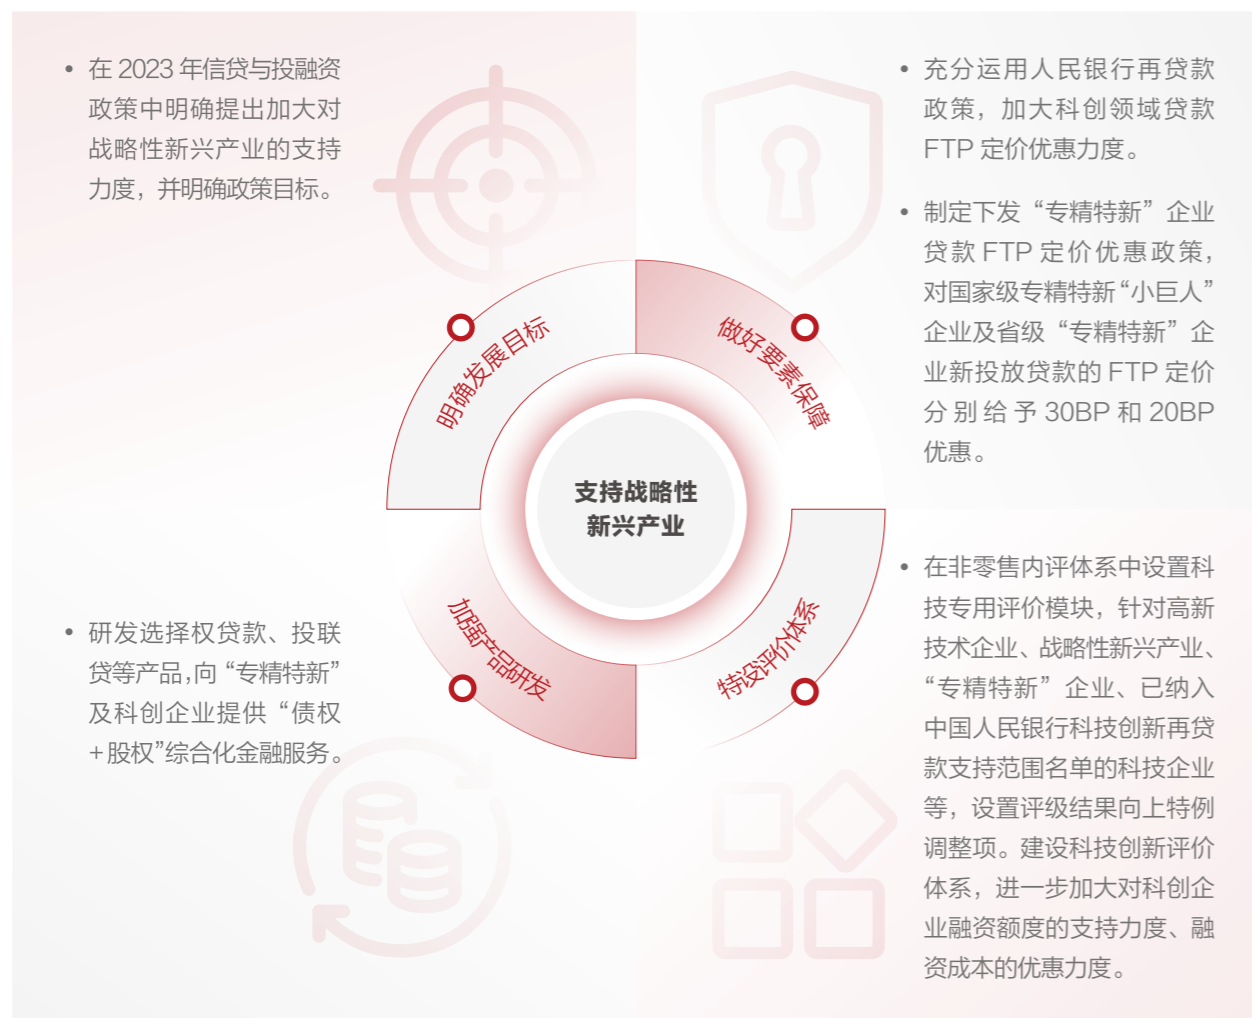 • 在 2023 年信贷与投融资
政策中明确提出加大对
战略性新兴产业的支持
力度，并明确政策目标。
• 充分运用人民银行再贷款
政策，加大科创领域贷款
FTP 定价优惠力度。
• 制定下发“专精特新”企业
贷款 FTP 定价优惠政策，
对国家级专精特新“小巨人”
企业及省级“专精特新”企
业新投放贷款的 FTP 定价
分别给予 30BP 和 20BP
优惠。
明确发展目标
做好要素保障
支持战略性
新兴产业
加强产品研发
特设评价体系
• 研发选择权贷款、投联
贷等产品，向“专精特新”
及科创企业提供“债权
+股权”综合化金融服务。
• 在非零售内评体系中设置科
技专用评价模块，针对高新
技术企业、战略性新兴产业、
“专精特新”企业、已纳入
中国人民银行科技创新再贷
款支持范围名单的科技企业
等，设置评级结果向上特例
调整项。建设科技创新评价
体系，进一步加大对科创企
业融资额度的支持力度、融
资成本的优惠力度。